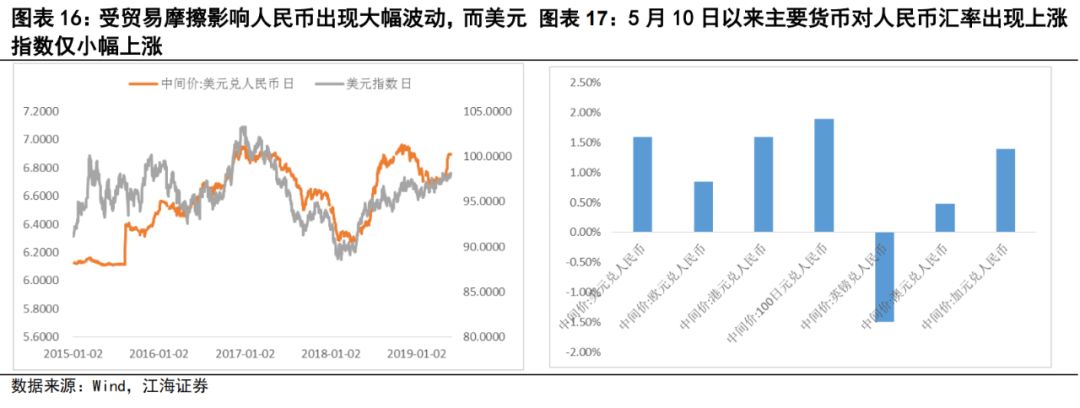 图表 16：受贸易摩擦影响人民币出现大幅波动，而美元
指数仅小幅上涨
图表 17：5 月 10 日以来主要货币对人民币汇率出现上涨
中间价:美元兑人民币 日
美元指数 日
7.2000
7.0000
6.8000
6.6000
6.4000
6.2000
6.0000
5.8000
5.6000
105.0000
100.0000
95.0000
90.0000
85.0000
80.0000
2015-01-02
2016-01-02
2017-01-02
2018-01-02
2019-01-02
2.50%
2.00%
1.50%
1.00%
0.50%
0.00%
-0.50%
-1.00%
-1.50%
-2.00%
中间价:美元兑人民币
中间价:欧元兑人民币
中间价:港元兑人民币
中间价:100日元兑人民币
中间价:英镑兑人民币
中间价:澳元兑人民币
中间价:加元兑人民币
数据来源：Wind，江海证券